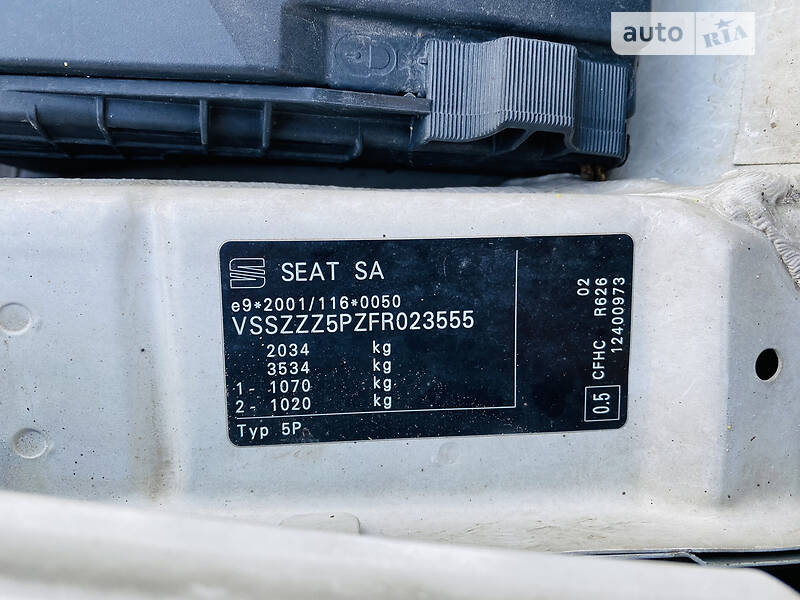 auto RIA
SEAT SA
e9*2001/116*0050
VSSZZZ5PZFR023555
2034 kg
3534 kg
1- 1070 kg
2- 1020 kg
Typ 5P
02
CFHC R626
0.5 12400973